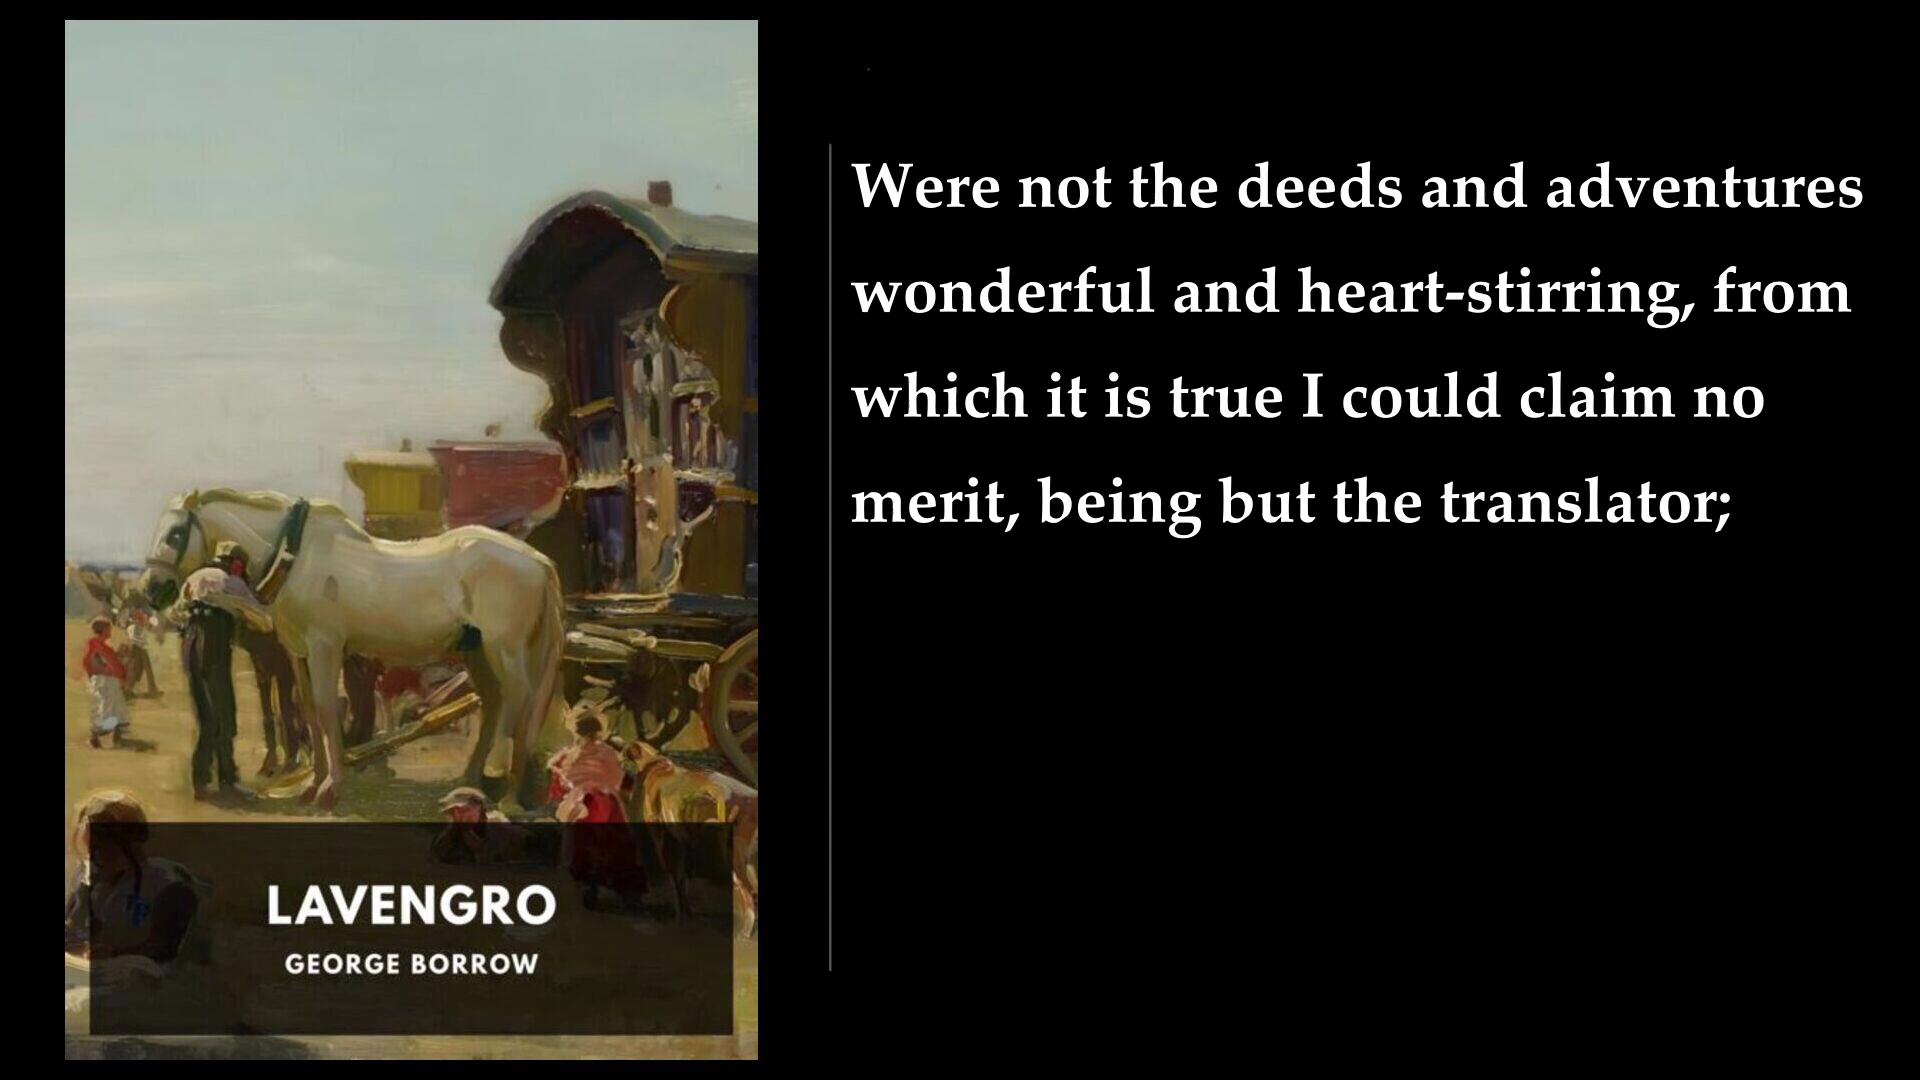 Were not the deeds and adventures
wonderful and heart-stirring, from
which it is true I could claim no
merit, being but the translator;
LAVENGRO
GEORGE BORROW